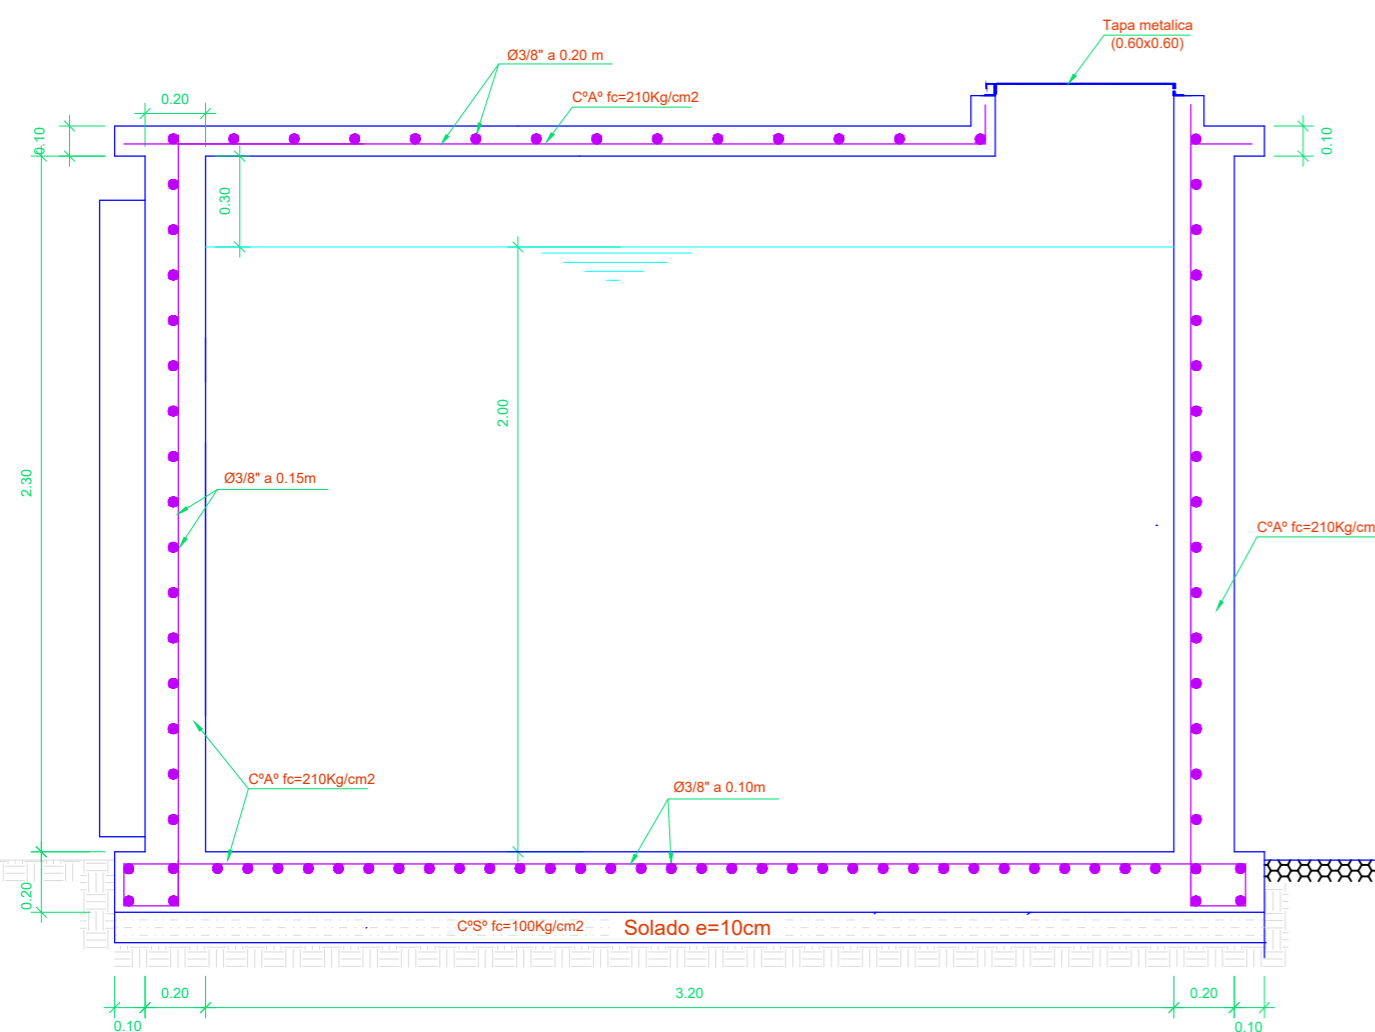 Tapa metalica
(0.60x0.60)
Ø3/8" a 0.20 m
CºAº fc=210Kg/cm2
0.20
0.10
0.10
0.30
2.00
2.30
Ø3/8" a 0.15m
CºAº fc=210Kg/cm
CºAº fc=210Kg/cm2
Ø3/8" a 0.10m
0.20
CºSº fc=100Kg/cm2
Solado e=10cm
0.20
3.20
0.20
0.10
0.10